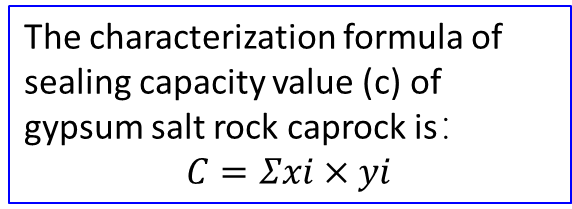 The characterization formula of
sealing capacity value (c) of
gypsum salt rock caprock is：
C = Σxi × yi